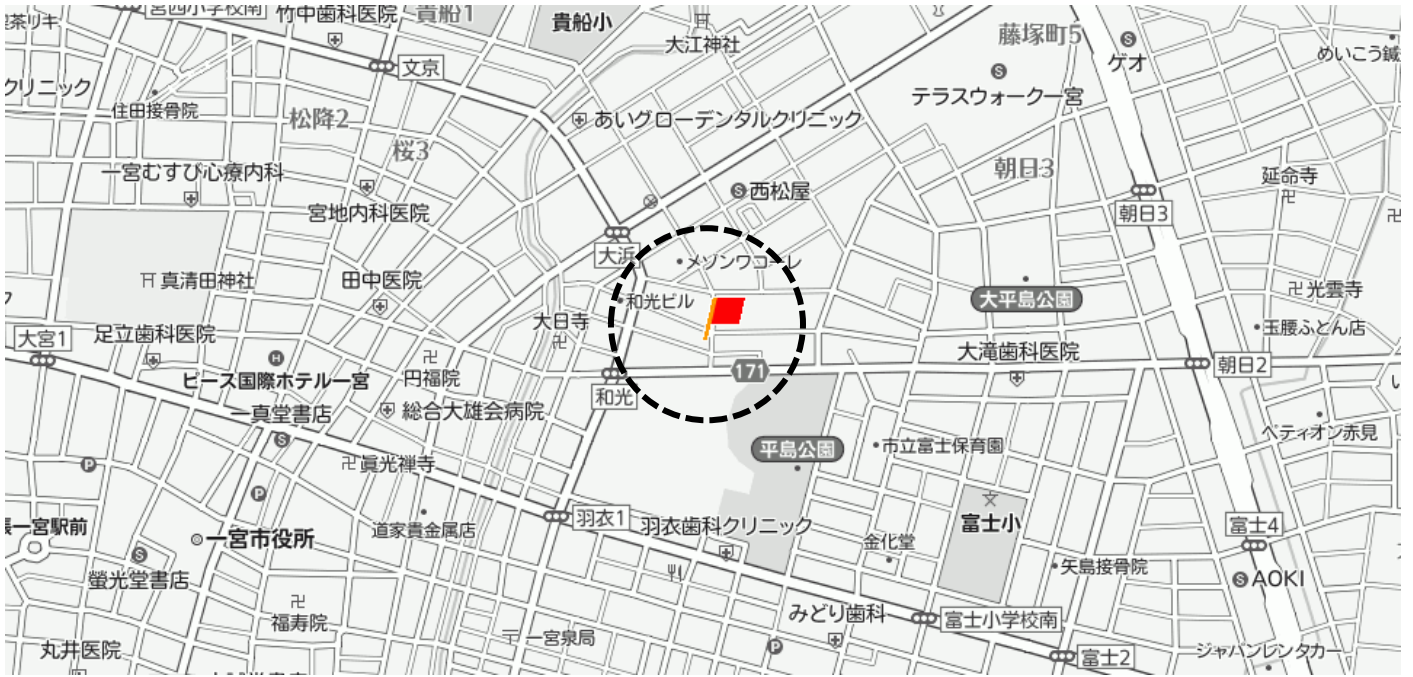 宮西小学校南
竹中歯科医院
貴船1
貴船小
大江神社
藤塚町5
ゲオ
めいこう鍼
文京
クリニック
住田接骨院
松降2
桜3
あいグローデンタルクリニック
テラスウォーク一宮
一宮むすび心療内科
朝日3
延命寺
西松屋
宮地内科医院
朝日3
大浜
メゾンワコーレ
真清田神社
田中医院
和光ビル
大平島公園
光雲寺
大宮1
足立歯科医院
大日寺
玉腰ふとん店
大滝歯科医院
朝日2
ピース国際ホテル一宮
円福院
171
和光
一真堂書店
総合大雄会病院
ペティオン赤見
平島公園
市立富士保育園
眞光禅寺
羽衣1
羽衣歯科クリニック
富士小
富士4
道家貴金属店
一宮駅前
一宮市役所
金化堂
螢光堂書店
矢島接骨院
AOKI
福寿院
みどり歯科
富士小学校南
一宮泉局
丸井医院
富士2
ジャパンレンタカー